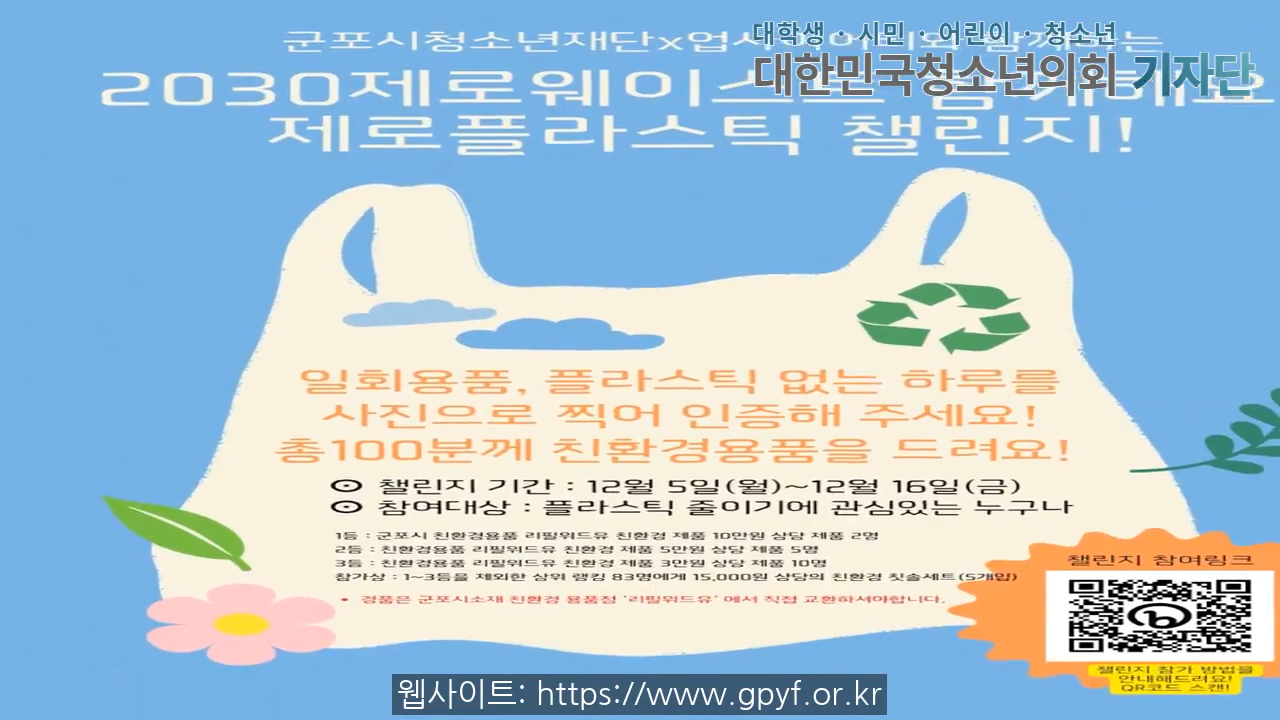 대학생 · 시민 · 어린이 · 청소년
대한민국청소년의회 기자단
군포시청소년재단x업사이
2030제로웨이스트 함께해요
제로플라스틱 챌린지!
일회용품, 플라스틱 없는 하루를
사진으로 찍어 인증해 주세요!
총100분께 친환경용품을 드려요!
챌린지 기간 : 12월 5일(월)~12월 16일(금)
참여대상 : 플라스틱 줄이기에 관심있는 누구나
1등 : 군포시 친환경용품 리필위드유 친환경 제품 10만원 상당 제품 2명
2등 : 친환경용품 리필위드유 친환경 제품 5만원 상당 제품 5명
3등 : 친환경용품 리필위드유 친환경 제품 3만원 상당 제품 10명
참가상 : 1~3등을 제외한 상위 랭킹 83명에게 15,000원 상당의 친환경 칫솔세트(5개입)
• 경품은 군포시소재 친환경 용품점 '리필위드유' 에서 직접 교환하셔야합니다.
챌린지 참여링크
챌린지 참가 방법을
안내해드려요!
QR코드 스캔!
웹사이트: https://www.gpyf.or.kr